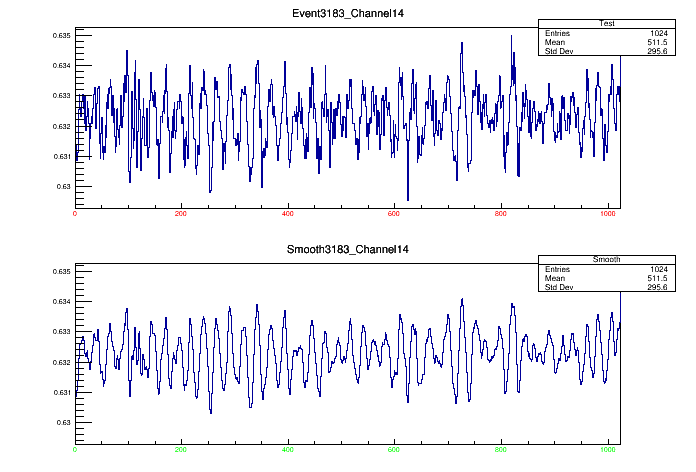 Event3183_Channel14
Test
Entries 1024
Mean 511.5
Std Dev 295.6
0.635
0.634
0.633
0.632
0.631
0.63
0 200 400 600 800 1000
Smooth3183_Channel14
Smooth
Entries 1024
Mean 511.5
Std Dev 295.6
0.635
0.634
0.633
0.632
0.631
0.63
0 200 400 600 800 1000